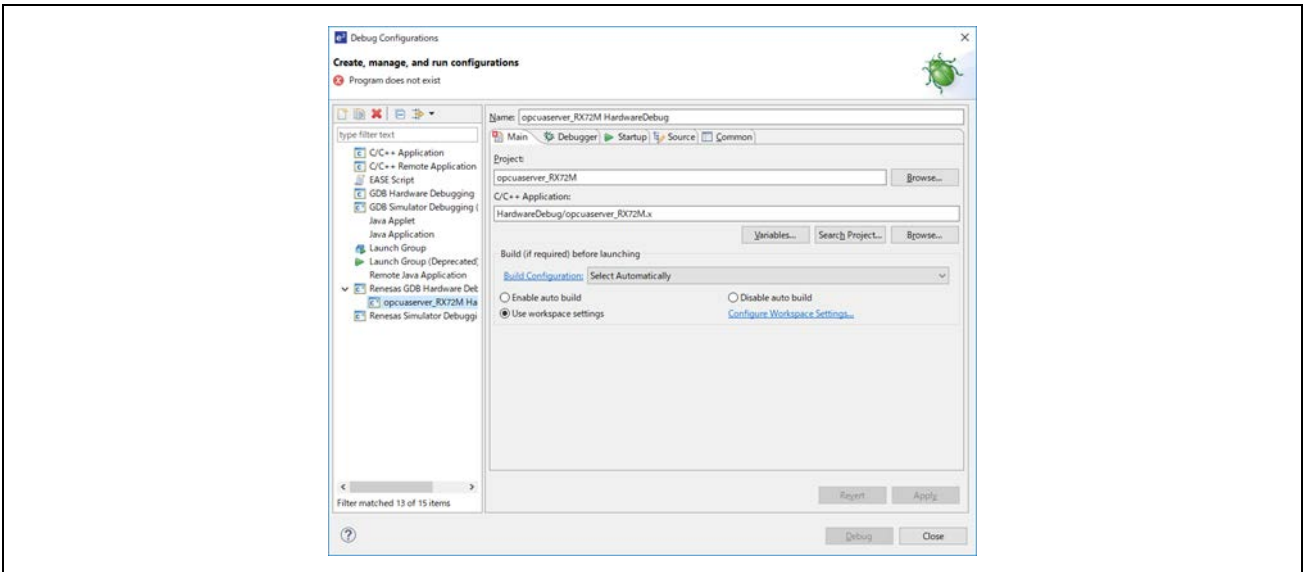 e² Debug Configurations
Create, manage, and run configurations
Program does not exist
type filter text
C/C++ Application
C/C++ Remote Application
EASE Script
GDB Hardware Debugging
GDB Simulator Debugging (
Java Applet
Java Application
Launch Group
Launch Group (Deprecated)
Remote Java Application
Renesas GDB Hardware Deb
opcuaserver_RX72M Ha
Renesas Simulator Debuggi
Filter matched 13 of 15 items
Name: opcuaserver_RX72M HardwareDebug
Main Debugger Startup Source Common
Project:
opcuaserver_RX72M Browse...
C/C++ Application:
HardwareDebug/opcuaserver_RX72M.x
Variables... Search Project... Browse...
Build (if required) before launching
Build Configuration: Select Automatically
Enable auto build Disable auto build
Use workspace settings Configure Workspace Settings...
Revert Apply
Debug Close